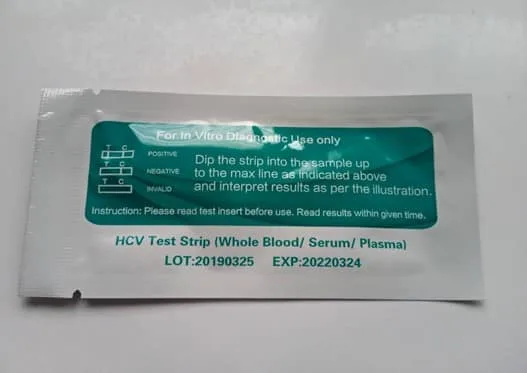 For In Vitro Diagnostic Use only
T C
POSITIVE
T C
NEGATIVE
T C
INVALID
Dip the strip into the sample up
to the max line as indicated above
and interpret results as per the illustration.
Instruction: Please read test insert before use. Read results within given time.
HCV Test Strip (Whole Blood/ Serum/ Plasma)
LOT:20190325 EXP:20220324